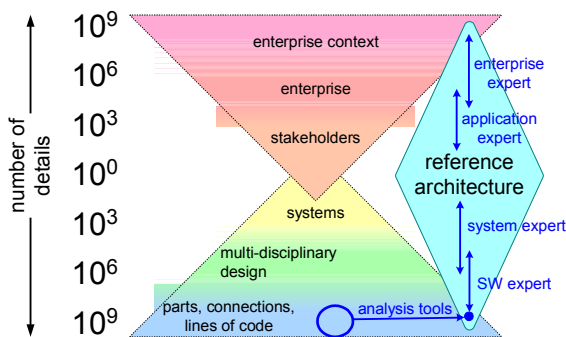 number of
details
10⁹
10⁶
10³
10⁰
10³
10⁶
10⁹
enterprise context
enterprise
stakeholders
systems
multi-disciplinary
design
parts, connections,
lines of code
analysis tools
enterprise
expert
application
expert
reference
architecture
system expert
SW expert